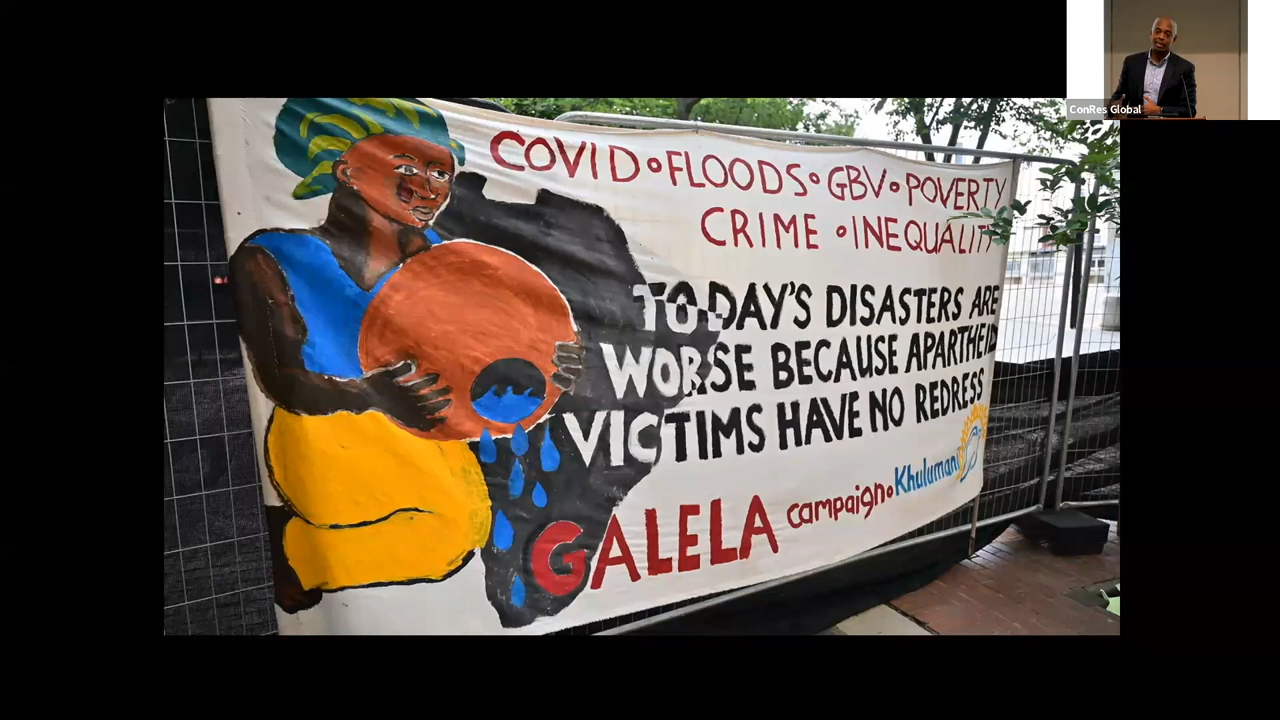 ConRes Global
COVID • FLOODS • GBV • POVERTY
CRIME • INEQUALITY
TODAY'S DISASTERS ARE
WORSE BECAUSE APARTHEID
VICTIMS HAVE NO REDRESS
GALELA campaign • Khulumani